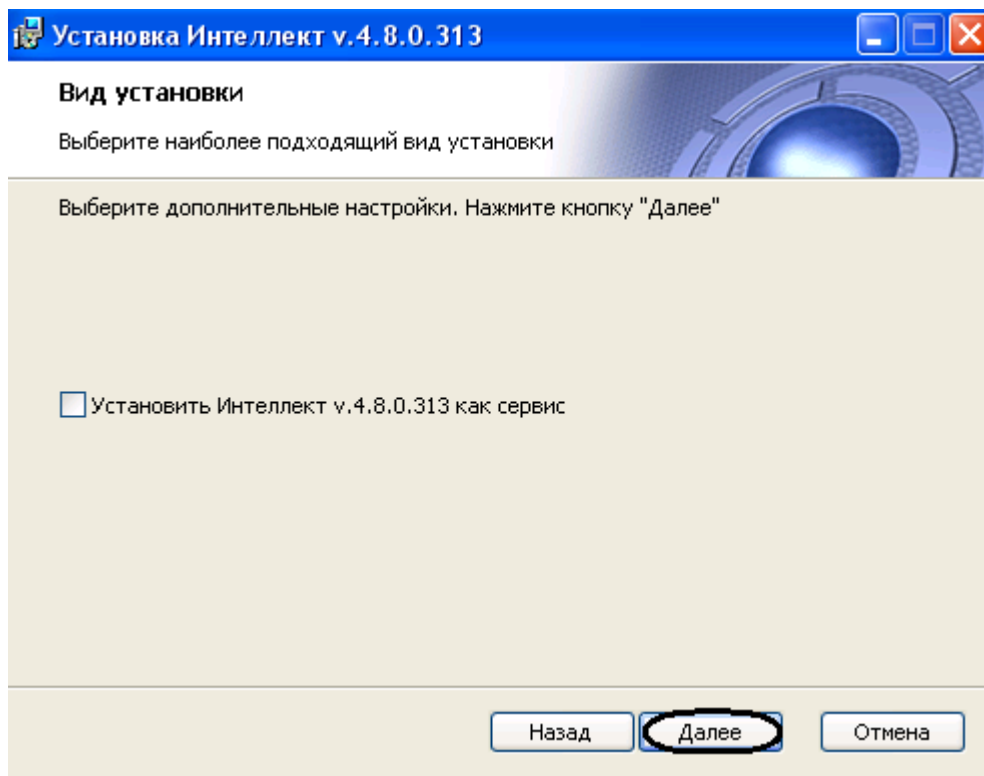 Установка Интеллект v.4.8.0.313
Вид установки
Выберите наиболее подходящий вид установки
Выберите дополнительные настройки. Нажмите кнопку "Далее"
Установить Интеллект v.4.8.0.313 как сервис
Назад Далее Отмена